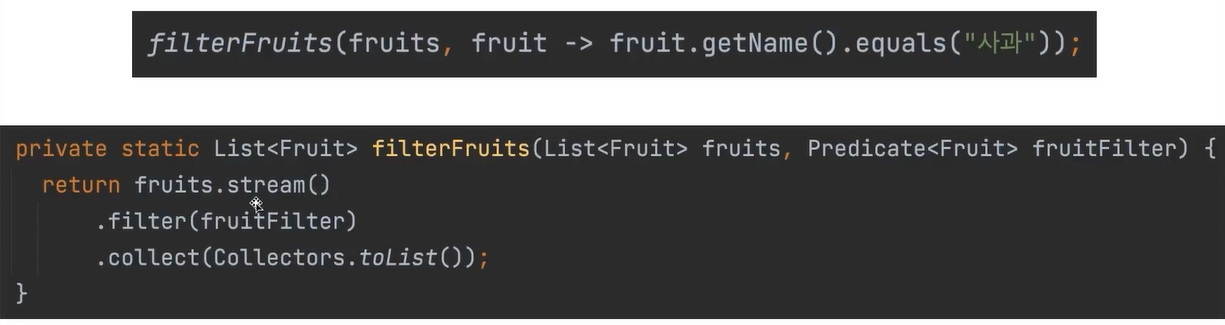 filterFruits(fruits, fruit -> fruit.getName().equals("사과"));
private static List<Fruit> filterFruits(List<Fruit> fruits, Predicate<Fruit> fruitFilter) {
return fruits.stream()
.filter(fruitFilter)
.collect(Collectors.toList());
}